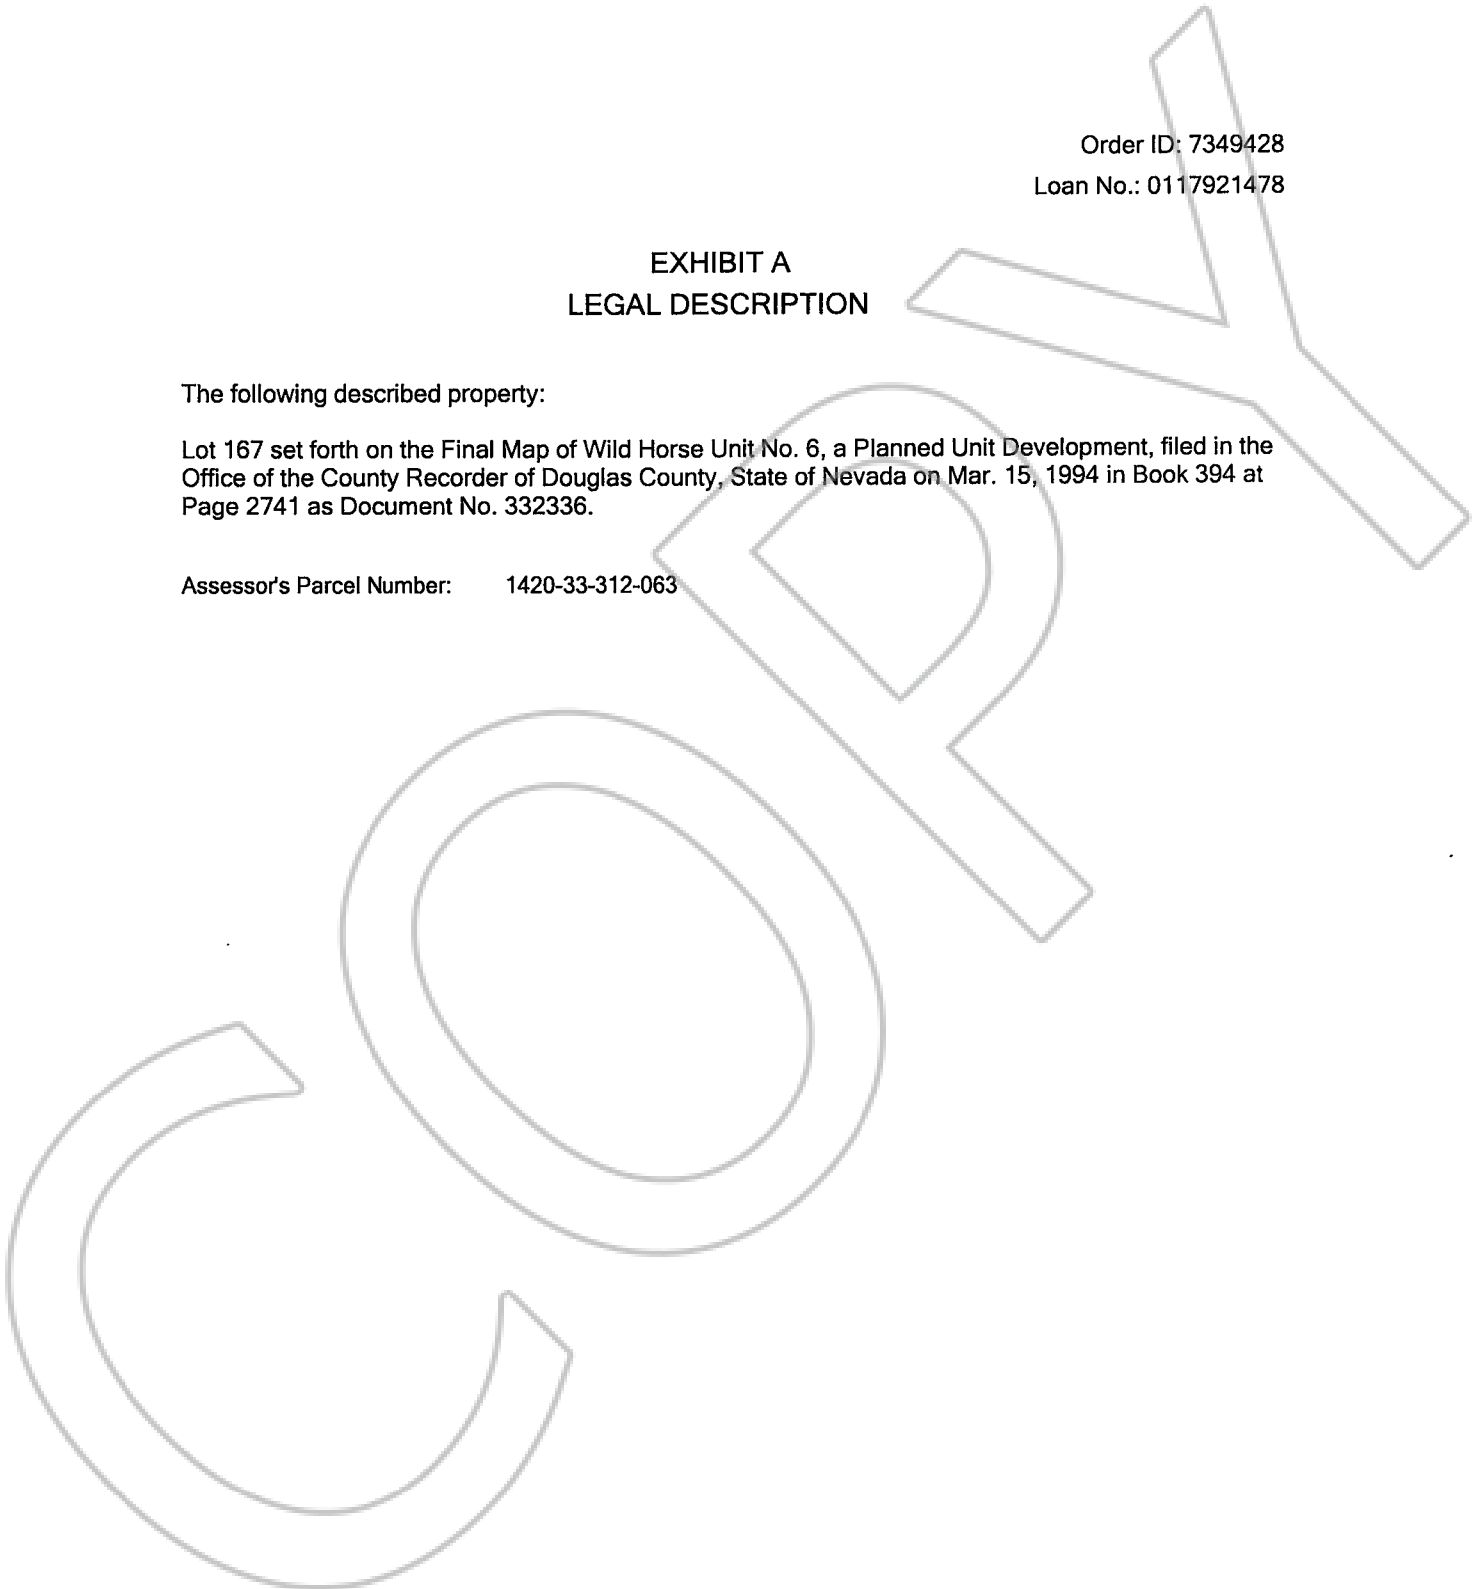 Order ID: 7349428
Loan No.: 0117921478
EXHIBIT A
LEGAL DESCRIPTION
The following described property:
Lot 167 set forth on the Final Map of Wild Horse Unit No. 6, a Planned Unit Development, filed in the
Office of the County Recorder of Douglas County, State of Nevada on Mar. 15, 1994 in Book 394 at
Page 2741 as Document No. 332336.
Assessor's Parcel Number: 1420-33-312-063
COPY